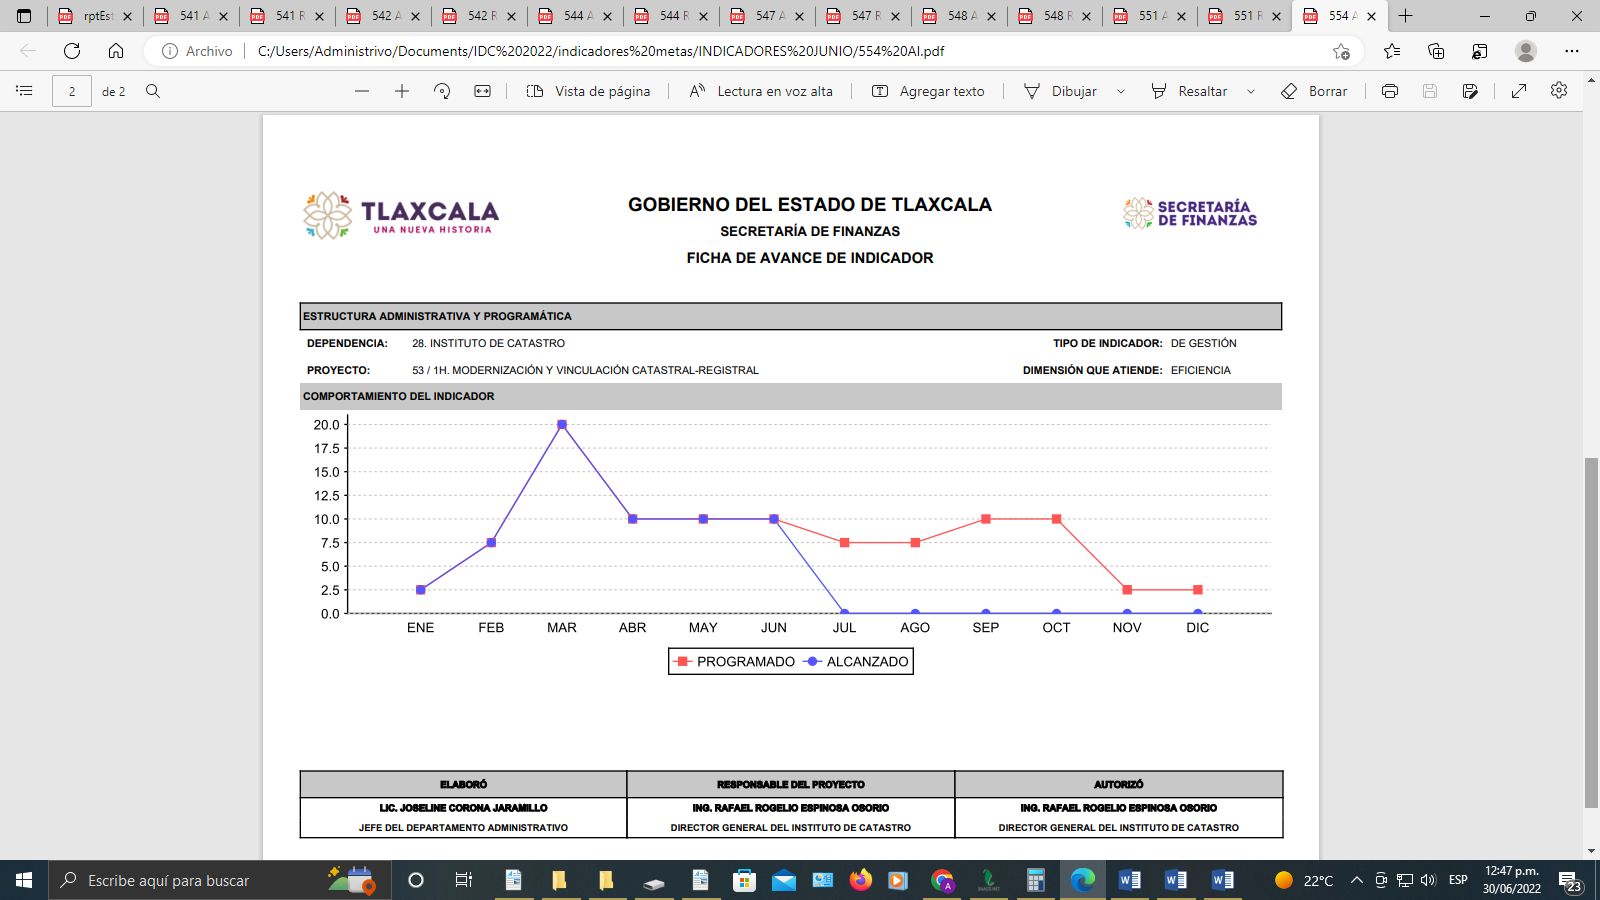 rptEst
541 A
541 R
542 A
542 R
544 A
544 R
547 A
547 R
548 A
548 R
551 A
551 R
554 A
Archivo
C:/Users/Administrivo/Documents/IDC%202022/indicadores%20metas/INDICADORES%20JUNIO/554%20AI.pdf
2 de 2
Vista de página
Lectura en voz alta
Agregar texto
Dibujar
Resaltar
Borrar
TLAXCALA
UNA NUEVA HISTORIA
GOBIERNO DEL ESTADO DE TLAXCALA
SECRETARÍA DE FINANZAS
FICHA DE AVANCE DE INDICADOR
SECRETARÍA
DE FINANZAS
ESTRUCTURA ADMINISTRATIVA Y PROGRAMÁTICA
DEPENDENCIA: 28. INSTITUTO DE CATASTRO TIPO DE INDICADOR: DE GESTIÓN
PROYECTO: 53 / 1H. MODERNIZACIÓN Y VINCULACIÓN CATASTRAL-REGISTRAL DIMENSIÓN QUE ATIENDE: EFICIENCIA
COMPORTAMIENTO DEL INDICADOR
20.0
17.5
15.0
12.5
10.0
7.5
5.0
2.5
0.0
ENE FEB MAR ABR MAY JUN JUL AGO SEP OCT NOV DIC
PROGRAMADO ALCANZADO
ELABORÓ RESPONSABLE DEL PROYECTO AUTORIZÓ
LIC. JOSELINE CORONA JARAMILLO ING. RAFAEL ROGELIO ESPINOSA OSORIO ING. RAFAEL ROGELIO ESPINOSA OSORIO
JEFE DEL DEPARTAMENTO ADMINISTRATIVO DIRECTOR GENERAL DEL INSTITUTO DE CATASTRO DIRECTOR GENERAL DEL INSTITUTO DE CATASTRO
Escribe aquí para buscar
22°C
ESP
12:47 p.m.
30/06/2022
23